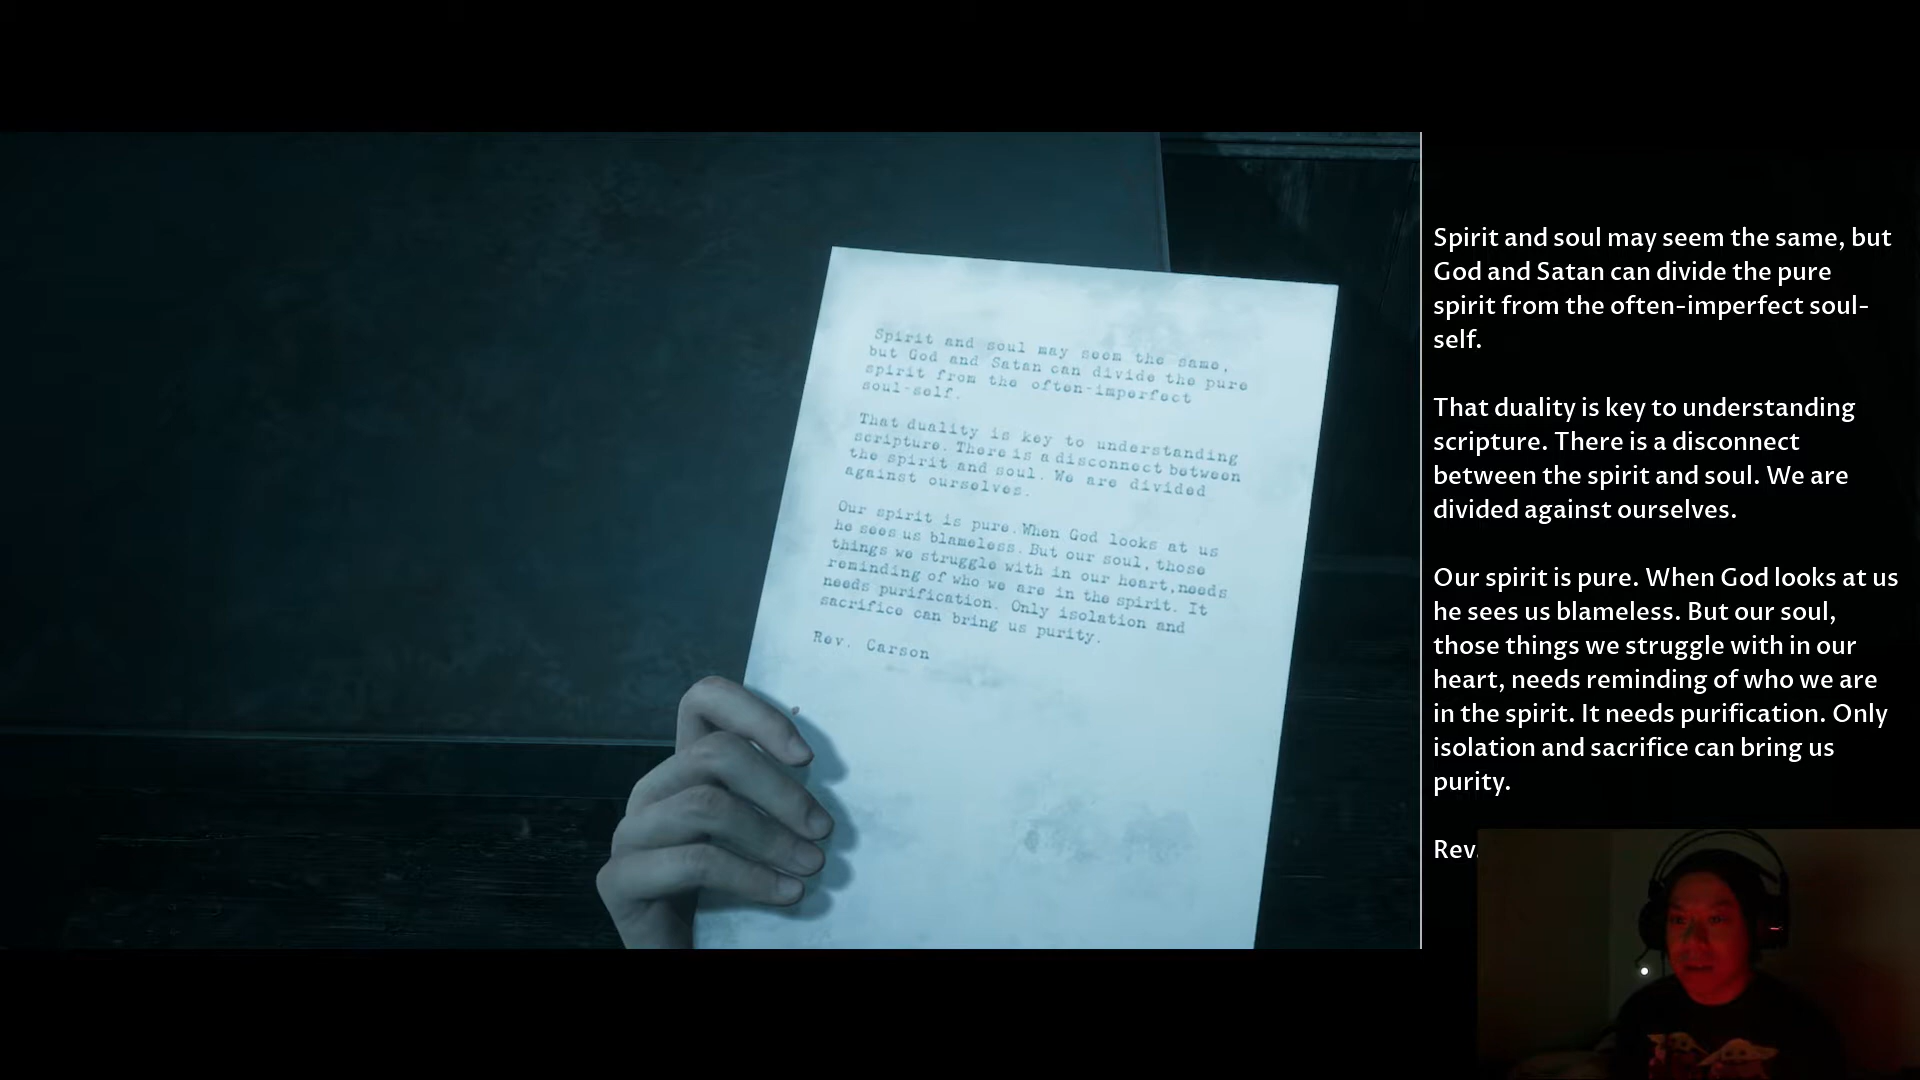 Spirit and soul may seem the same,
but God and Satan can divide the pure
spirit from the often-imperfect
soul-self.
That duality is key to understanding
scripture. There is a disconnect between
the spirit and soul. We are divided
against ourselves.
Our spirit is pure. When God looks at us
he sees us blameless. But our soul, those
things we struggle with in our heart, needs
reminding of who we are in the spirit. It
needs purification. Only isolation and
sacrifice can bring us purity.
Rev. Carson
Spirit and soul may seem the same, but
God and Satan can divide the pure
spirit from the often-imperfect soul-
self.
That duality is key to understanding
scripture. There is a disconnect
between the spirit and soul. We are
divided against ourselves.
Our spirit is pure. When God looks at us
he sees us blameless. But our soul,
those things we struggle with in our
heart, needs reminding of who we are
in the spirit. It needs purification. Only
isolation and sacrifice can bring us
purity.
Rev.